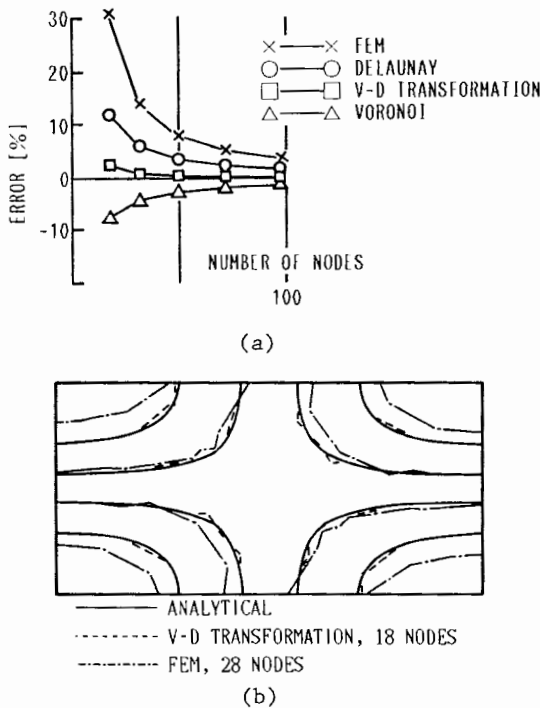 30
20
10
0
-10
ERROR [%]
FEM
DELAUNAY
V-D TRANSFORMATION
VORONOI
NUMBER OF NODES
100
(a)
ANALYTICAL
V-D TRANSFORMATION, 18 NODES
FEM, 28 NODES
(b)